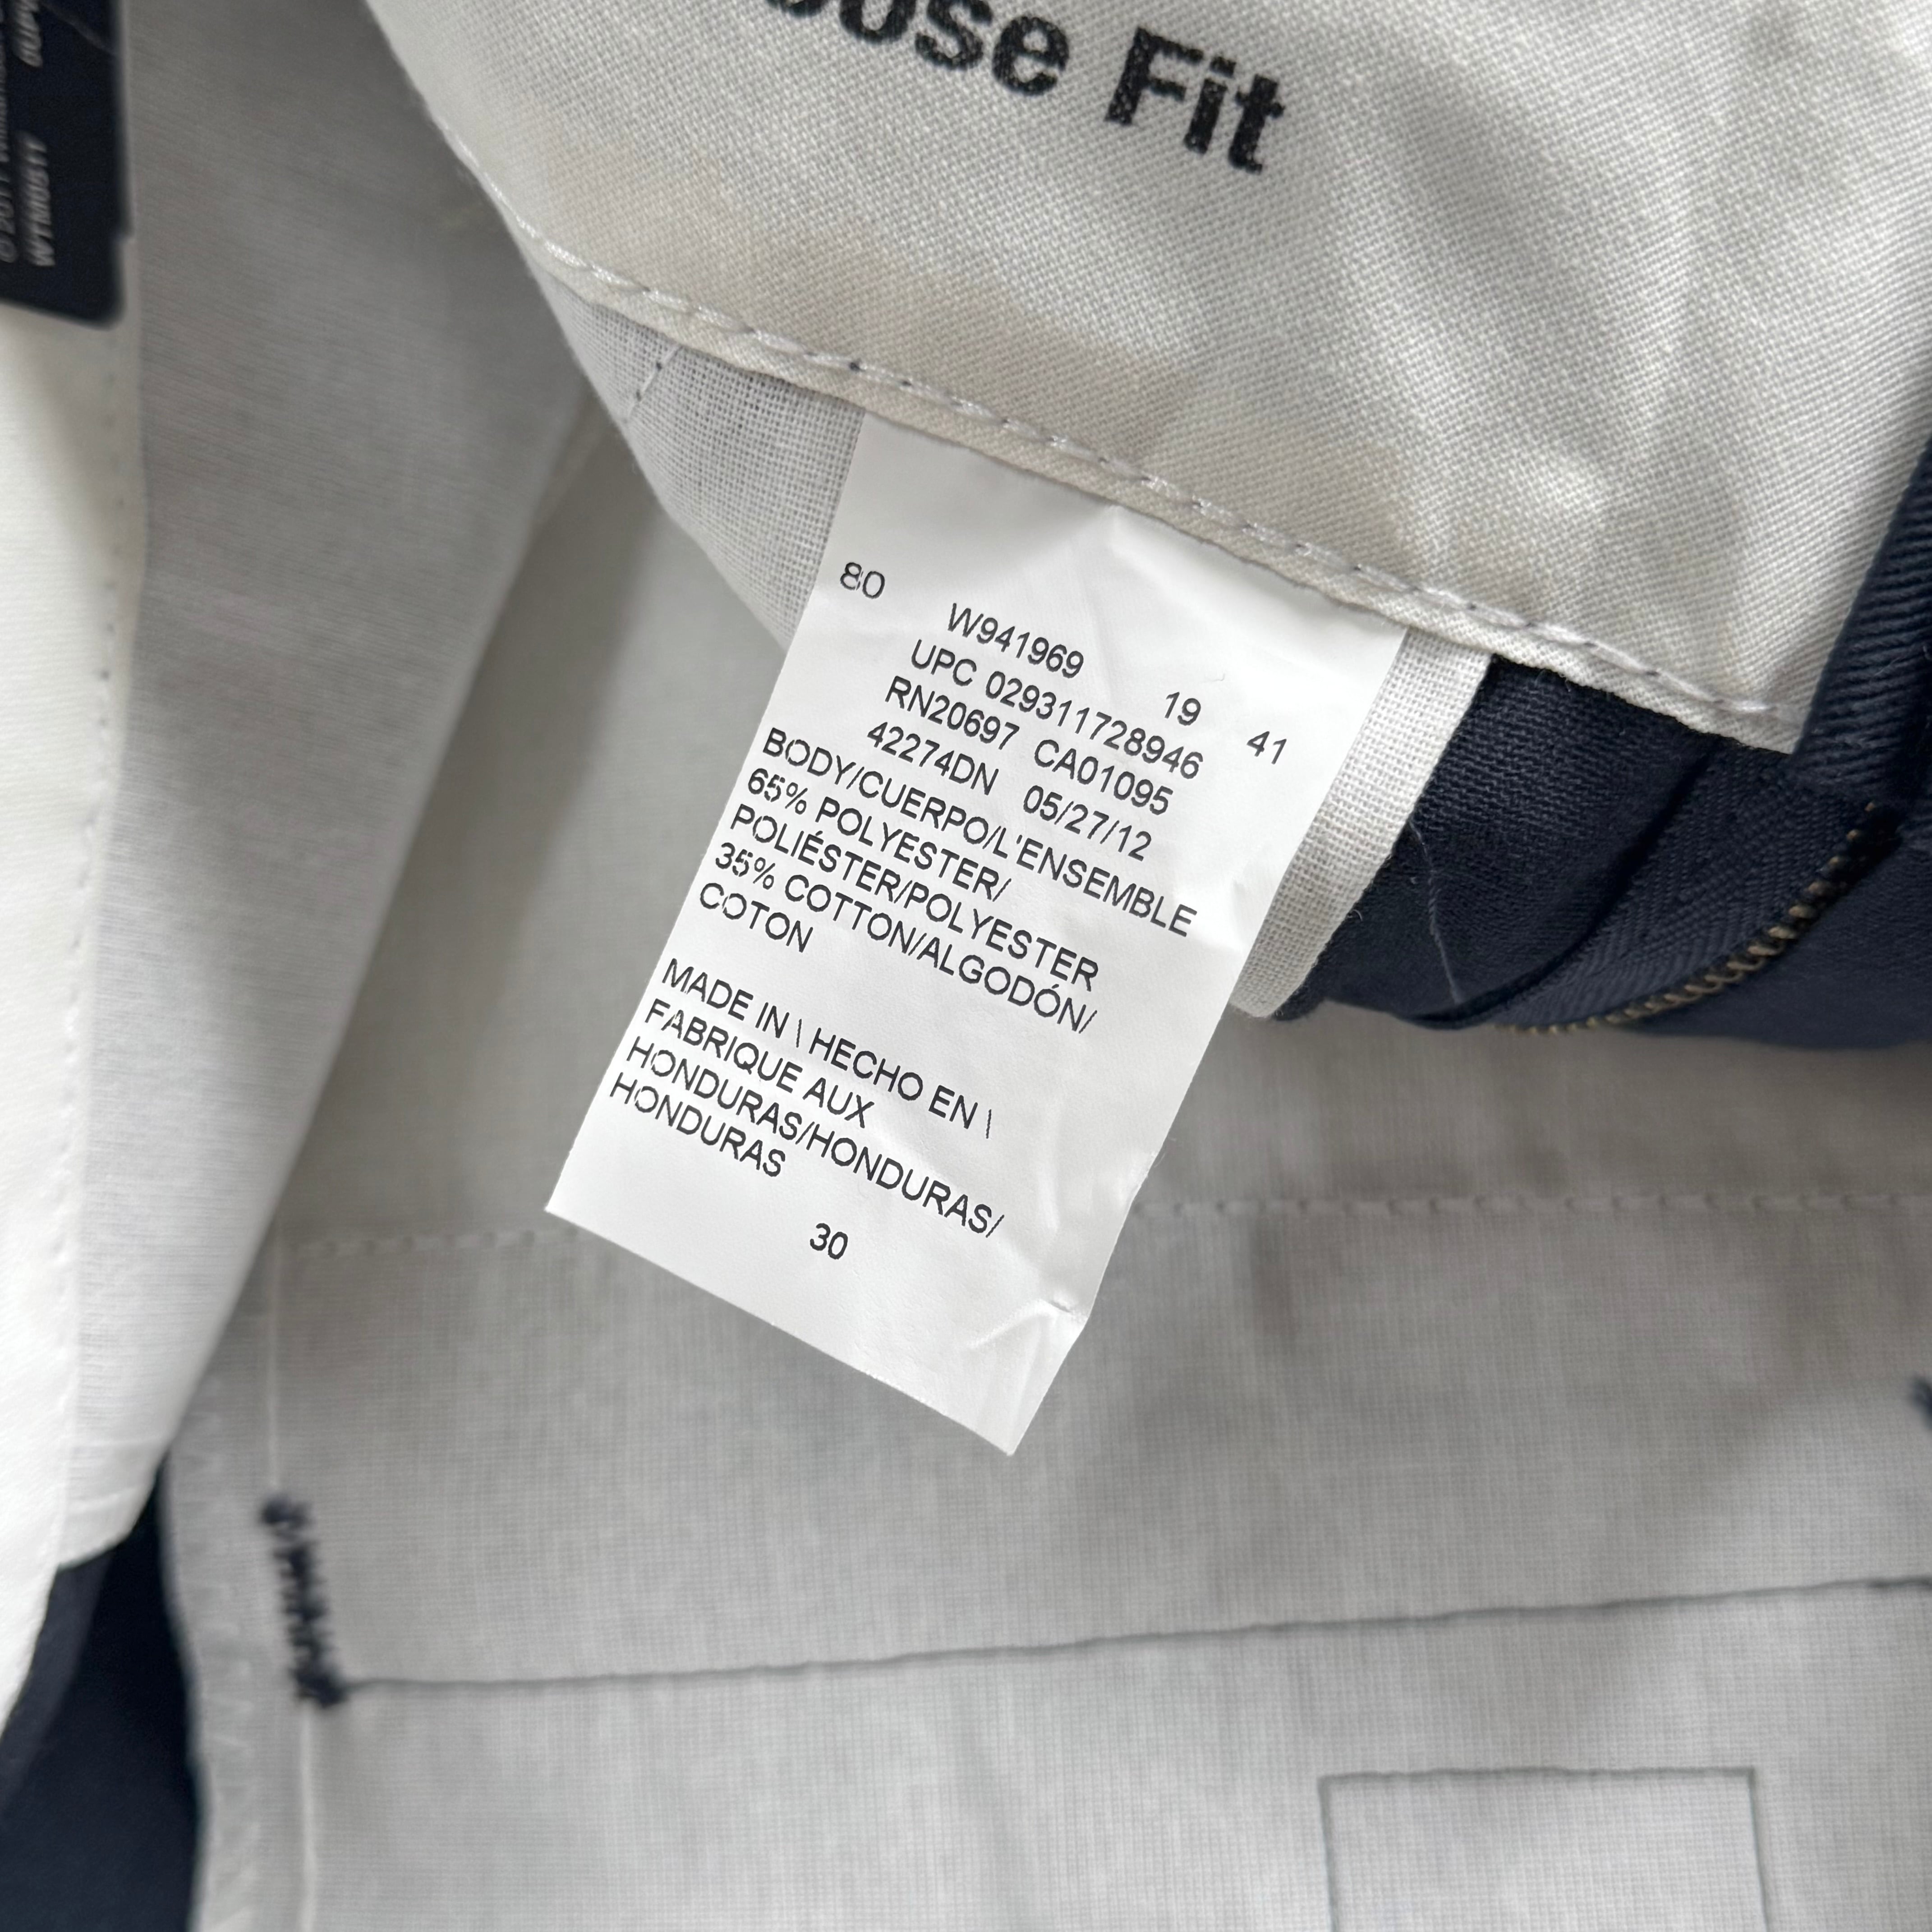 ose Fit
80 W941969 19 41
UPC 029311728946
RN20697 CA01095
42274DN 05/27/12
BODY/CUERPO/L'ENSEMBLE
65% POLYESTER/
POLIÉSTER/POLYESTER
35% COTTON/ALGODÓN/
COTON
MADE IN \ HECHO EN \
FABRIQUE AUX
HONDURAS/HONDURAS/
HONDURAS
30